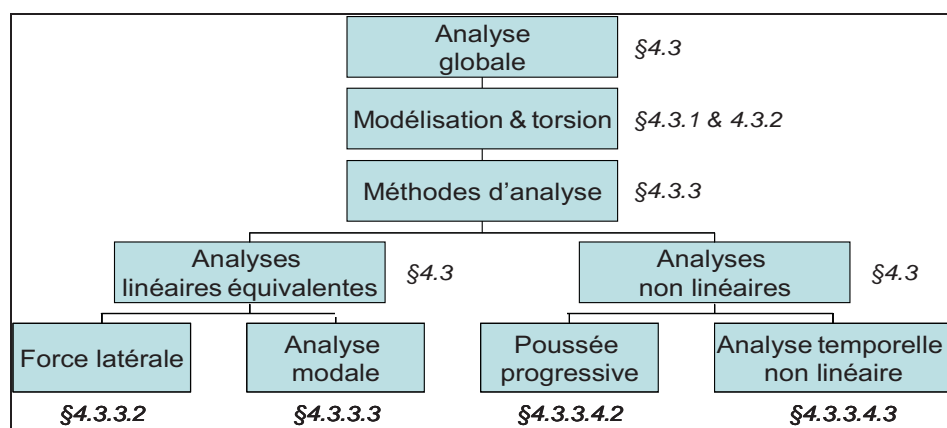 Analyse
globale
§4.3
Modélisation & torsion
§4.3.1 & 4.3.2
Méthodes d'analyse
§4.3.3
Analyses
linéaires équivalentes
§4.3
Analyses
non linéaires
§4.3
Force latérale
Analyse
modale
Poussée
progressive
Analyse temporelle
non linéaire
§4.3.3.2
§4.3.3.3
§4.3.3.4.2
§4.3.3.4.3